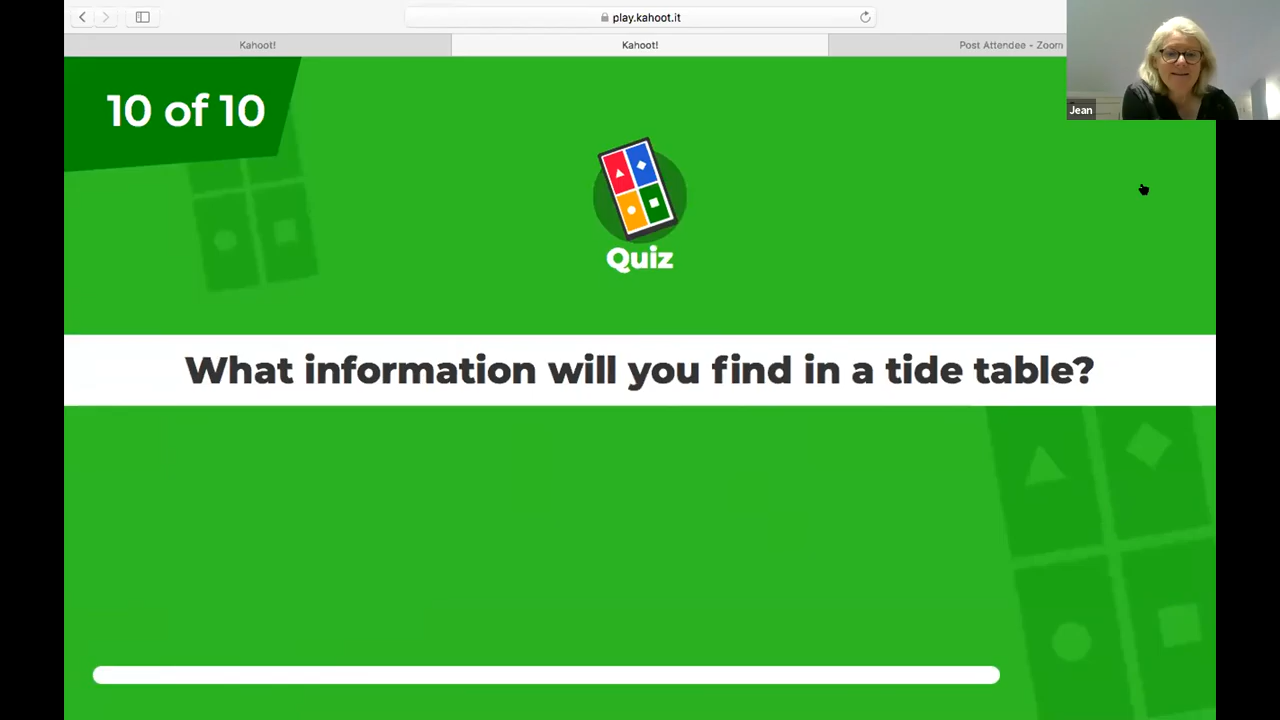 play.kahoot.it
Kahoot!
Kahoot!
Post Attendee - Zoom
Jean
10 of 10
Quiz
What information will you find in a tide table?